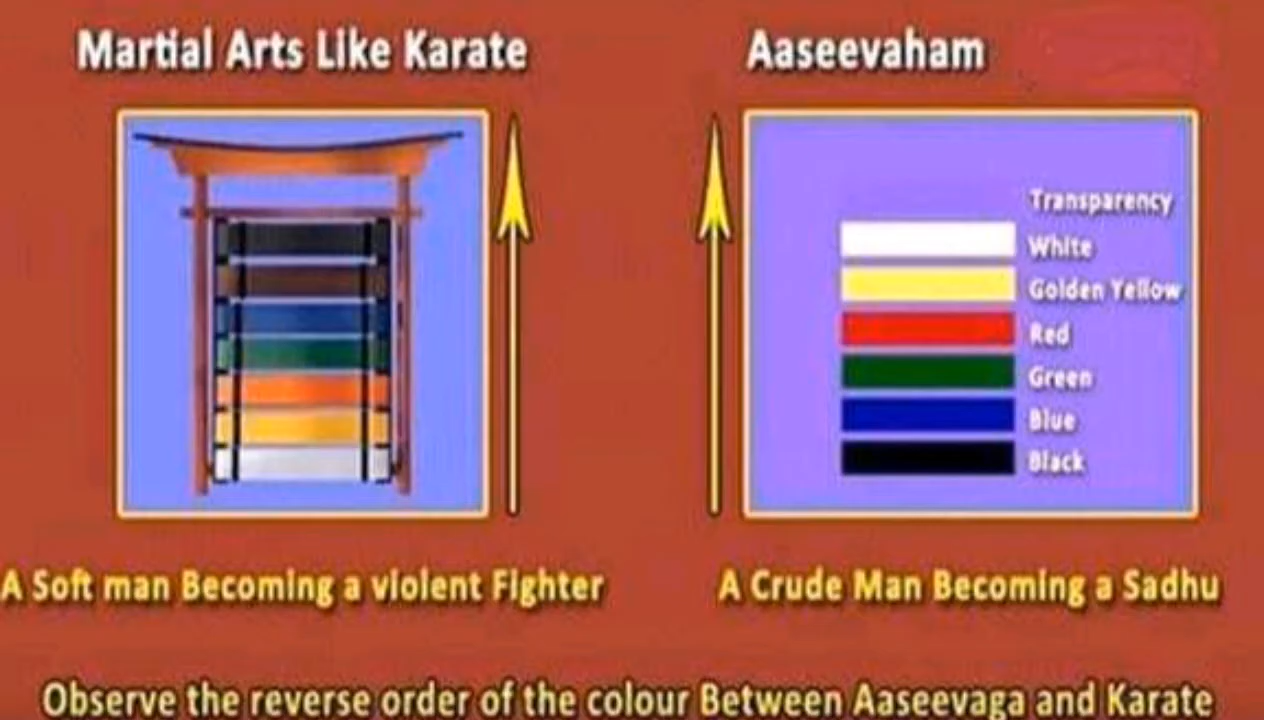 Martial Arts Like Karate
Aaseevaham
Transparency
White
Golden Yellow
Red
Green
Blue
Black
A Soft man Becoming a violent Fighter
A Crude Man Becoming a Sadhu
Observe the reverse order of the colour Between Aaseevaga and Karate